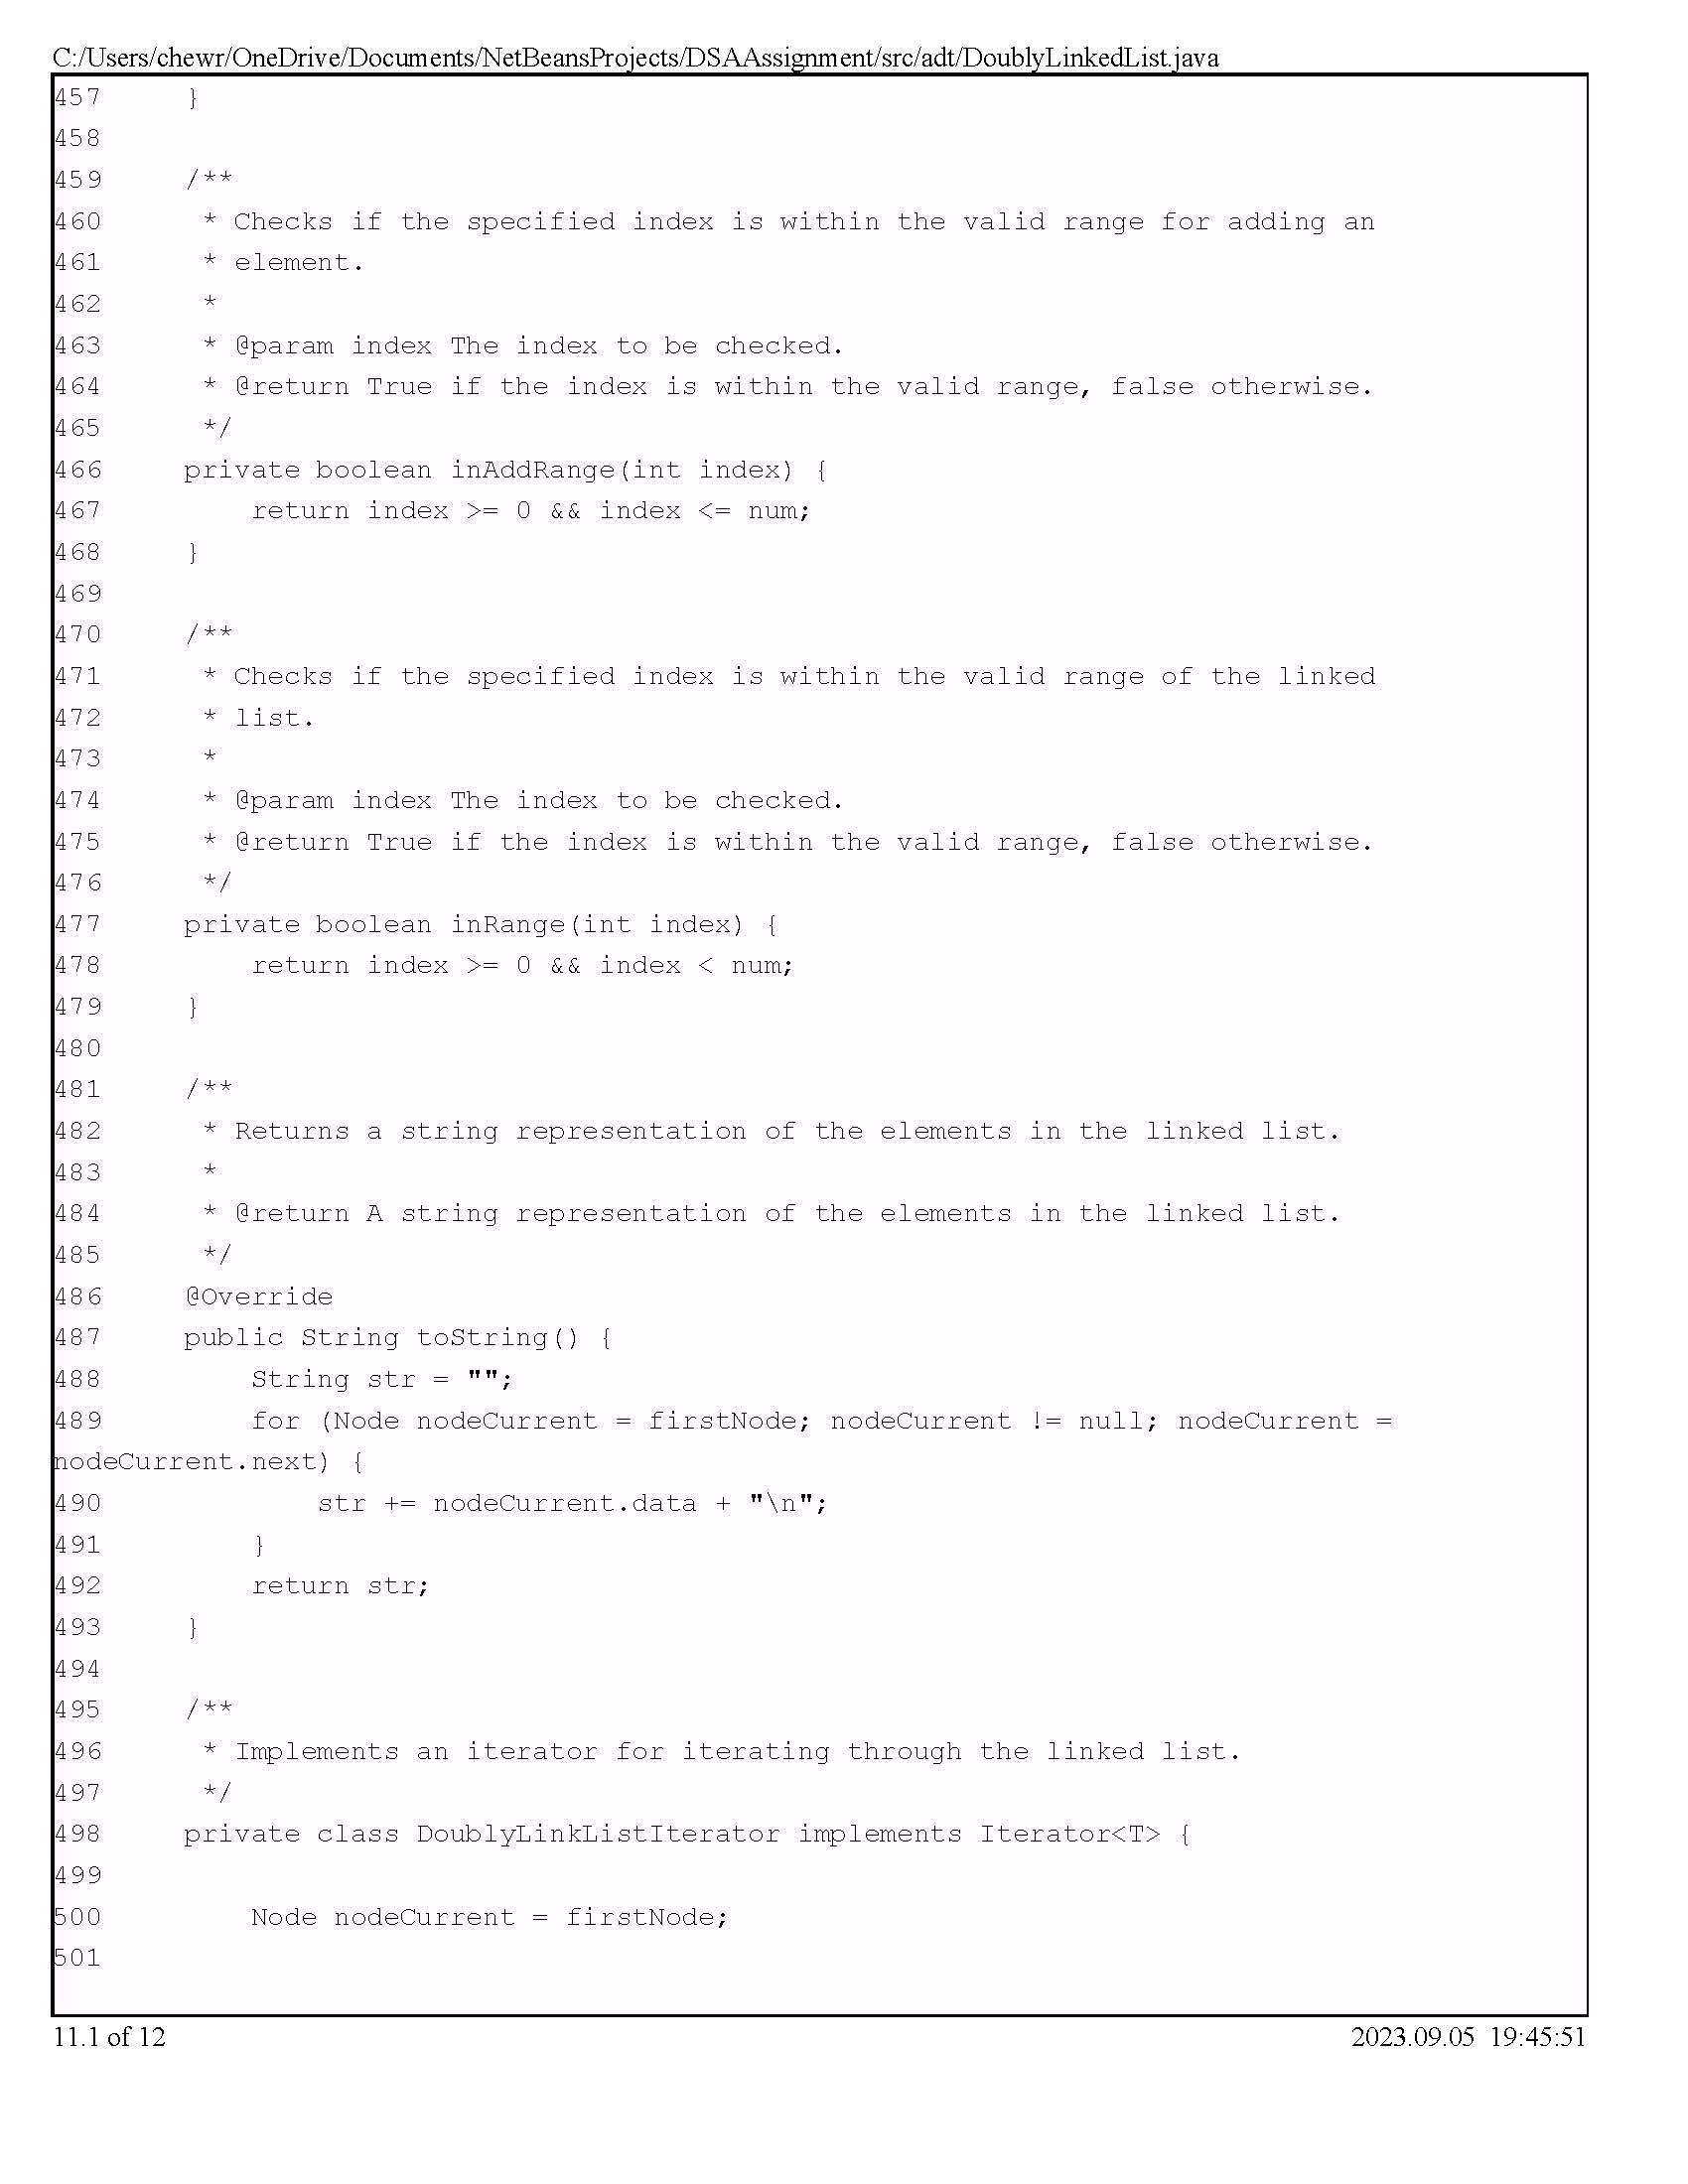 C:/Users/chewr/OneDrive/Documents/NetBeansProjects/DSAAssignment/src/adt/DoublyLinkedList.java
457     }
458
459     /**
460      * Checks if the specified index is within the valid range for adding an
461      * element.
462      *
463      * @param index The index to be checked.
464      * @return True if the index is within the valid range, false otherwise.
465      */
466     private boolean inAddRange(int index) {
467         return index >= 0 && index <= num;
468     }
469
470     /**
471      * Checks if the specified index is within the valid range of the linked
472      * list.
473      *
474      * @param index The index to be checked.
475      * @return True if the index is within the valid range, false otherwise.
476      */
477     private boolean inRange(int index) {
478         return index >= 0 && index < num;
479     }
480
481     /**
482      * Returns a string representation of the elements in the linked list.
483      *
484      * @return A string representation of the elements in the linked list.
485      */
486     @Override
487     public String toString() {
488         String str = "";
489         for (Node nodeCurrent = firstNode; nodeCurrent != null; nodeCurrent =
nodeCurrent.next) {
490             str += nodeCurrent.data + "\n";
491         }
492         return str;
493     }
494
495     /**
496      * Implements an iterator for iterating through the linked list.
497      */
498     private class DoublyLinkListIterator implements Iterator<T> {
499
500         Node nodeCurrent = firstNode;
501
11.1 of 12
2023.09.05 19:45:51